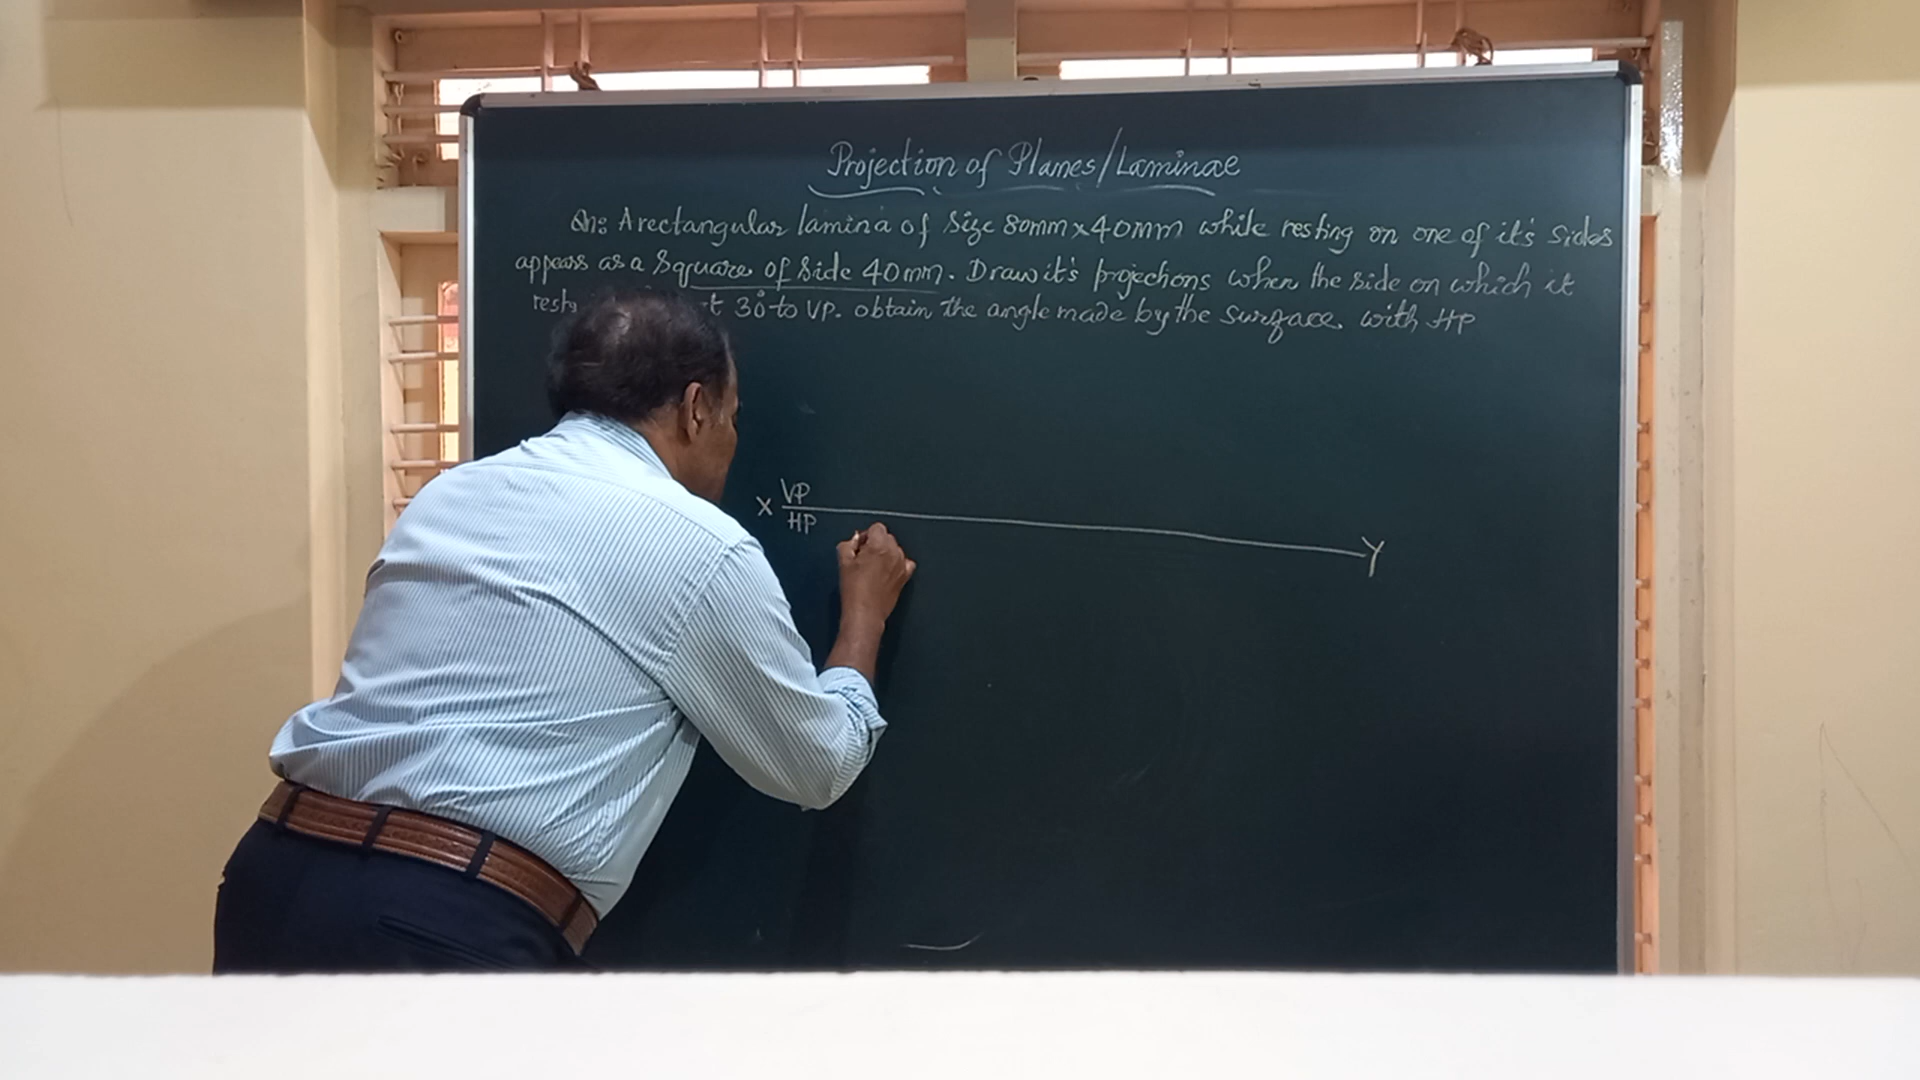 Projection of Planes/Laminae
Qn: A rectangular lamina of size 80mm x 40mm while resting on one of it's sides
appears as a square of side 40mm. Draw it's projections when the side on which it
rests 30° to VP. obtain the angle made by the surface with HP
X VP
HP
Y